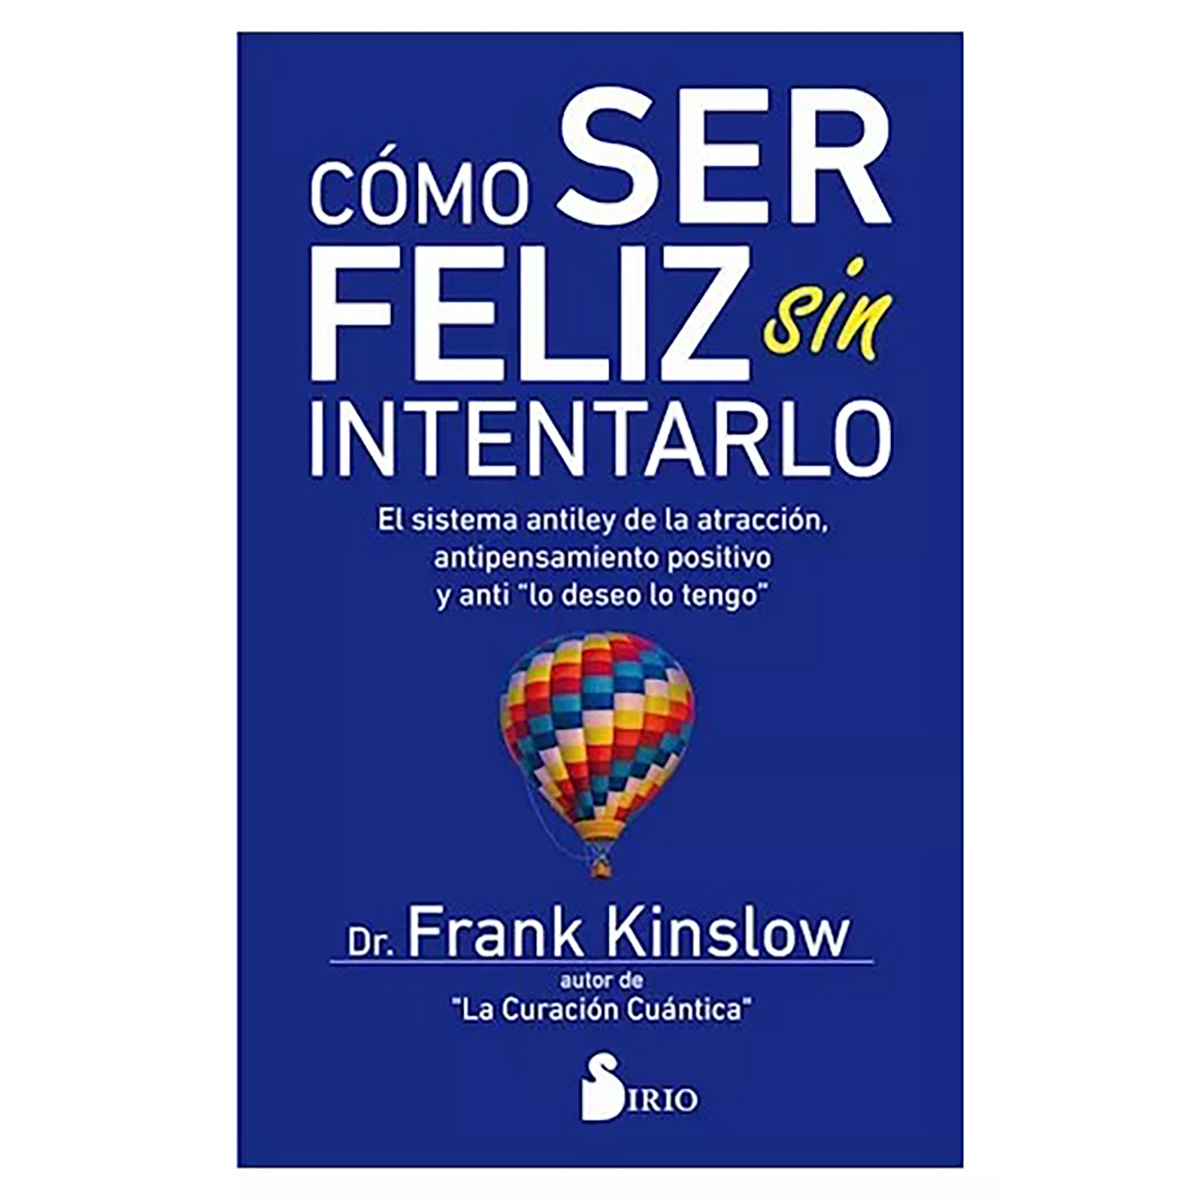 CÓMO SER
FELIZ sin
INTENTARLO
El sistema antiley de la atracción,
antipensamiento positivo
y anti "lo deseo lo tengo"
Dr. Frank Kinslow
autor de
"La Curación Cuántica"
SIRIO